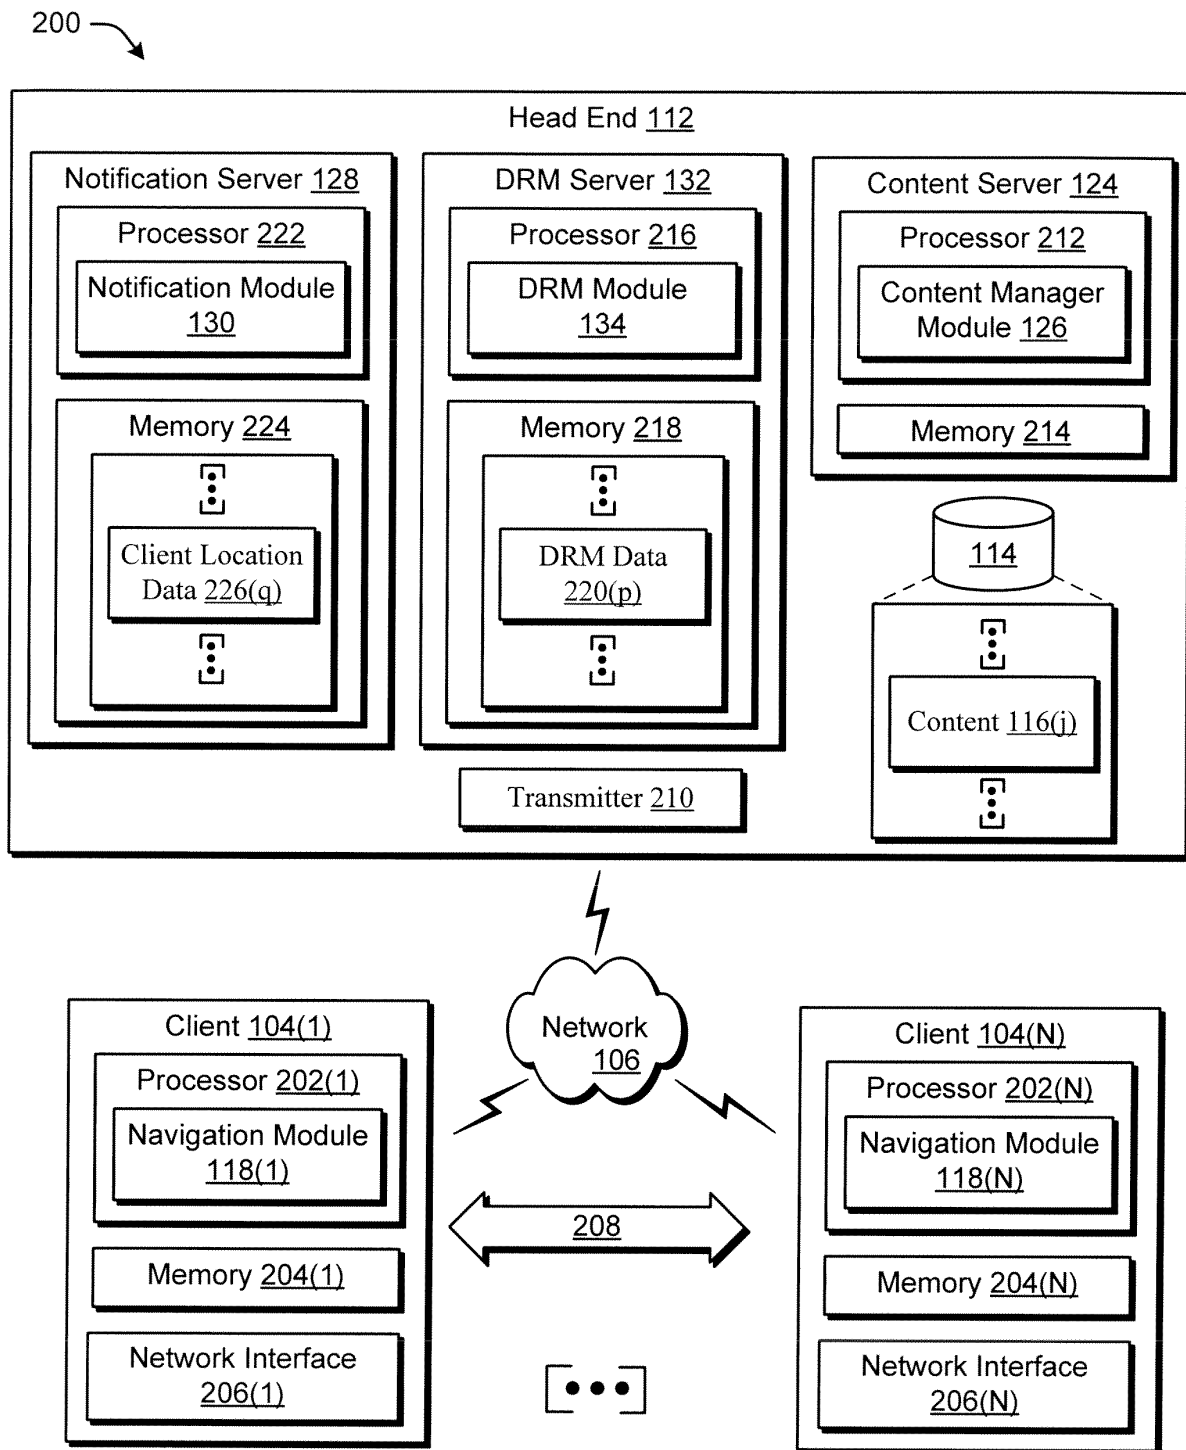 200
Head End 112
Notification Server 128
Processor 222
Notification Module
130
Memory 224
Client Location
Data 226(q)
DRM Server 132
Processor 216
DRM Module
134
Memory 218
DRM Data
220(p)
Content Server 124
Processor 212
Content Manager
Module 126
Memory 214
114
Content 116(j)
Transmitter 210
Network
106
Client 104(1)
Processor 202(1)
Navigation Module
118(1)
Memory 204(1)
Network Interface
206(1)
208
Client 104(N)
Processor 202(N)
Navigation Module
118(N)
Memory 204(N)
Network Interface
206(N)